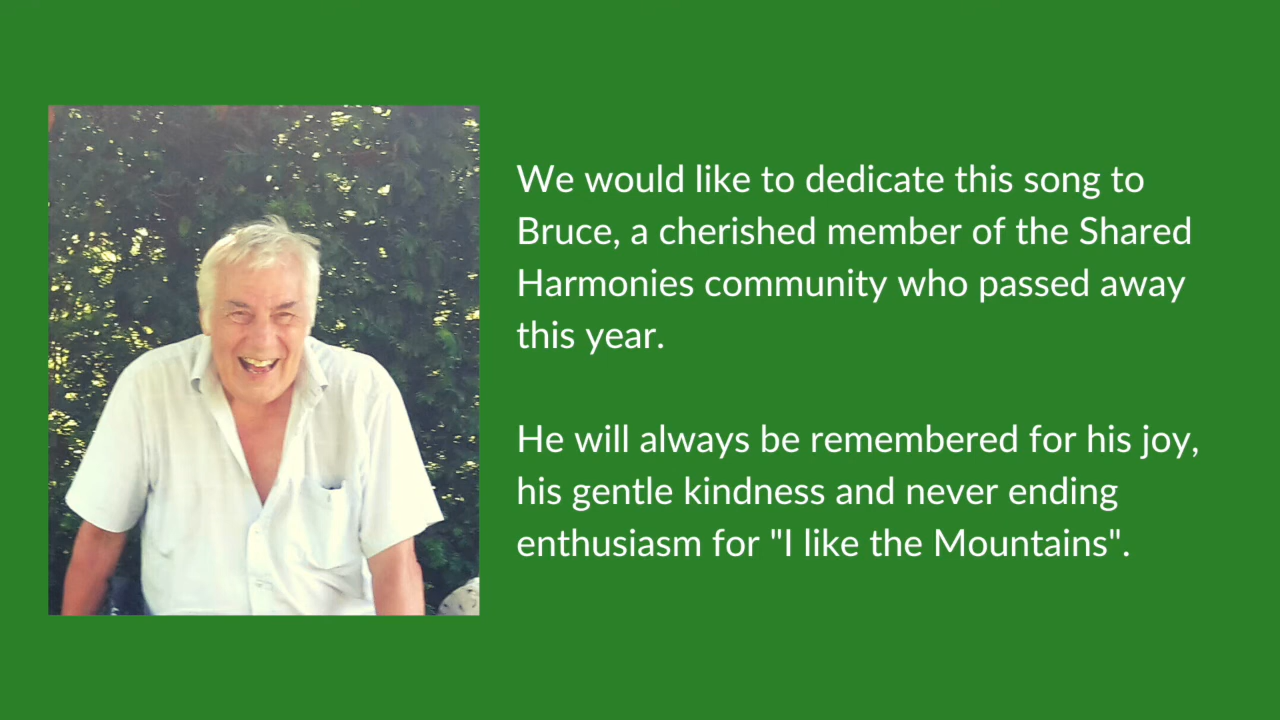 We would like to dedicate this song to
Bruce, a cherished member of the Shared
Harmonies community who passed away
this year.
He will always be remembered for his joy,
his gentle kindness and never ending
enthusiasm for "I like the Mountains".